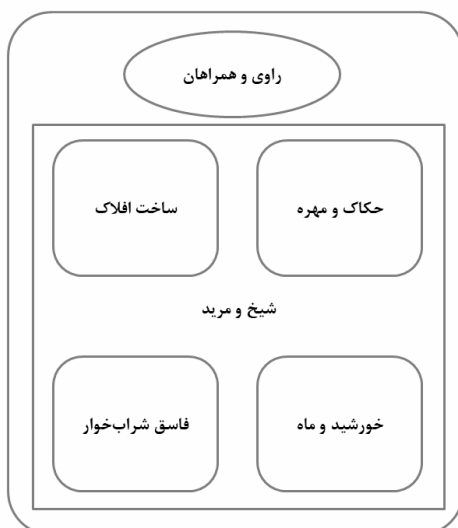 راوی و همراهان
حکاک و مهره
ساخت افلاک
شیخ و مرید
خورشید و ماه
فاسق شراب‌خوار